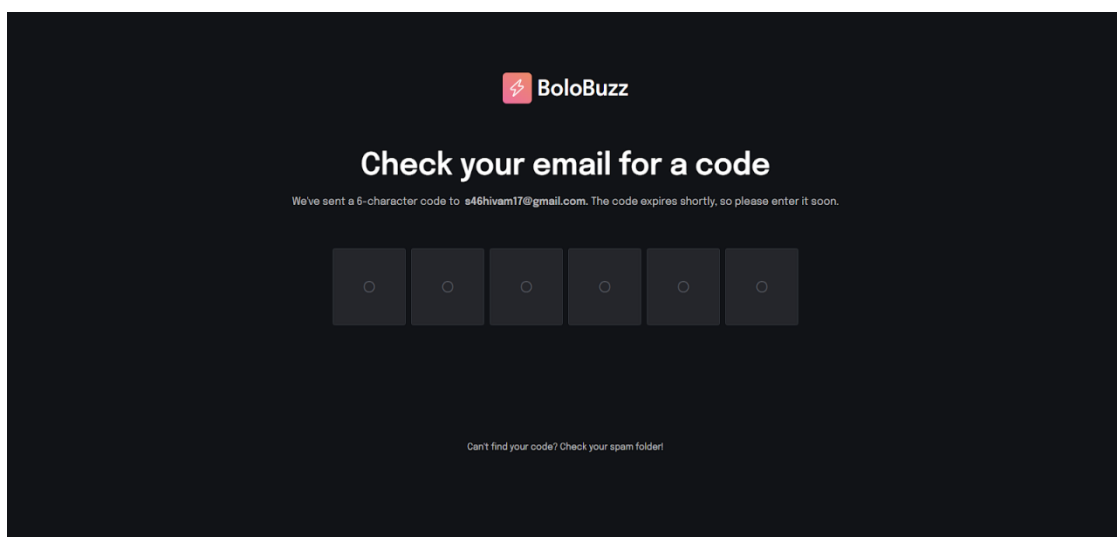 BoloBuzz
Check your email for a code
We've sent a 6-character code to s46hivam17@gmail.com. The code expires shortly, so please enter it soon.
Can't find your code? Check your spam folder!